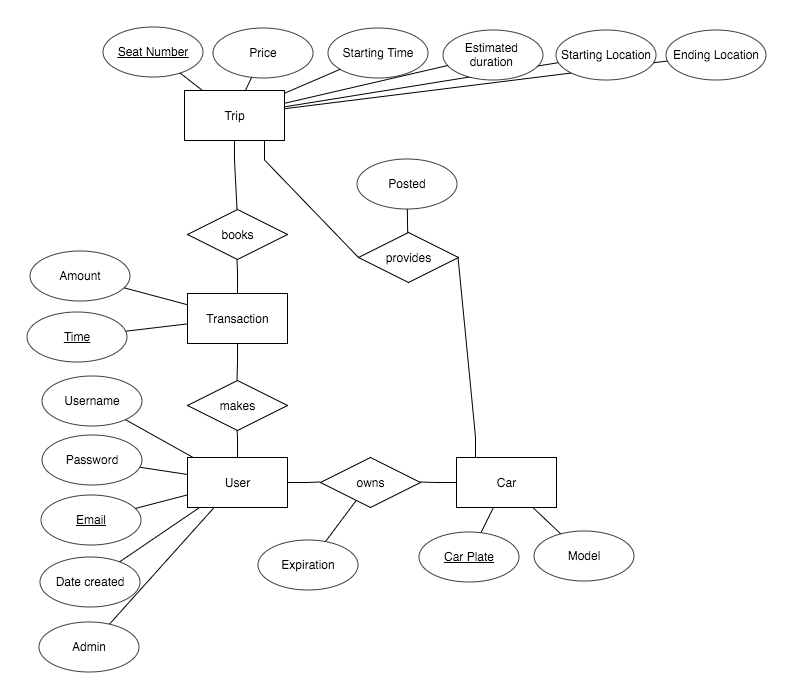 Seat Number
Price
Starting Time
Estimated
duration
Starting Location
Ending Location
Trip
Posted
books
provides
Amount
Transaction
Time
Username
makes
Password
User
owns
Car
Email
Expiration
Car Plate
Model
Date created
Admin